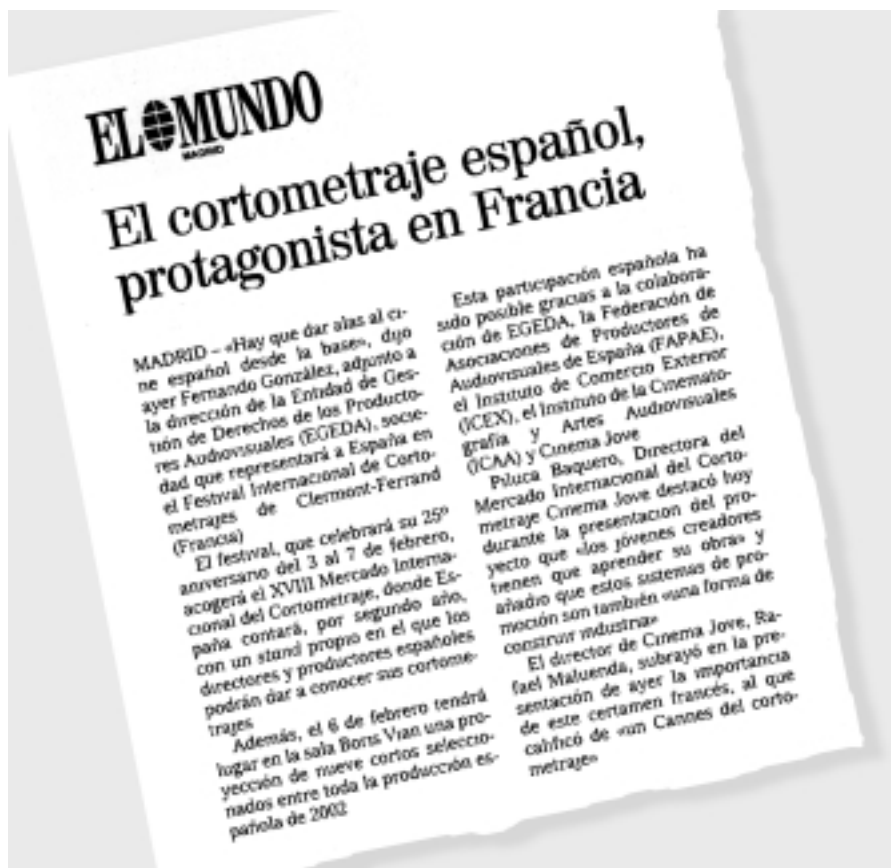 EL MUNDO
MADRID
El cortometraje español,
protagonista en Francia
MADRID – «Hay que dar alas al ci-
ne español desde la base», dijo
ayer Fernando González, adjunto a
la dirección de la Entidad de Ges-
tión de Derechos de los Producto-
res Audiovisuales (EGEDA), socie-
dad que representará a España en
el Festival Internacional de Corto-
metrajes de Clermont-Ferrand
(Francia)
El festival, que celebrará su 25º
aniversario del 3 al 7 de febrero,
acogerá el XVIII Mercado Interna-
cional del Cortometraje, donde Es-
paña contará, por segundo año,
con un stand propio en el que los
directores y productores españoles
podrán dar a conocer sus cortome-
trajes
Además, el 6 de febrero tendrá
lugar en la sala Boris Vian una pro-
yección de nueve cortos seleccio-
nados entre toda la producción es-
pañola de 2002
Esta participación española ha
sido posible gracias a la colabora-
ción de EGEDA, la Federación de
Asociaciones de Productores de
Audiovisuales de España (FAPAE),
el Instituto de Comercio Exterior
(ICEX), el Instituto de la Cinemato-
grafía y Artes Audiovisuales
(ICAA) y Cinema Jove
Piluca Baquero, Directora del
Mercado Internacional del Corto-
metraje Cinema Jove destacó hoy
durante la presentación del pro-
yecto que «los jóvenes creadores
tienen que aprender su obra» y
añadio que estos sistemas de pro-
moción son también «una forma de
construir industria»
El director de Cinema Jove, Ra-
fael Maluenda, subrayó en la pre-
sentación de ayer la importancia
de este certamen francés, al que
calificó de «un Cannes del corto-
metraje»